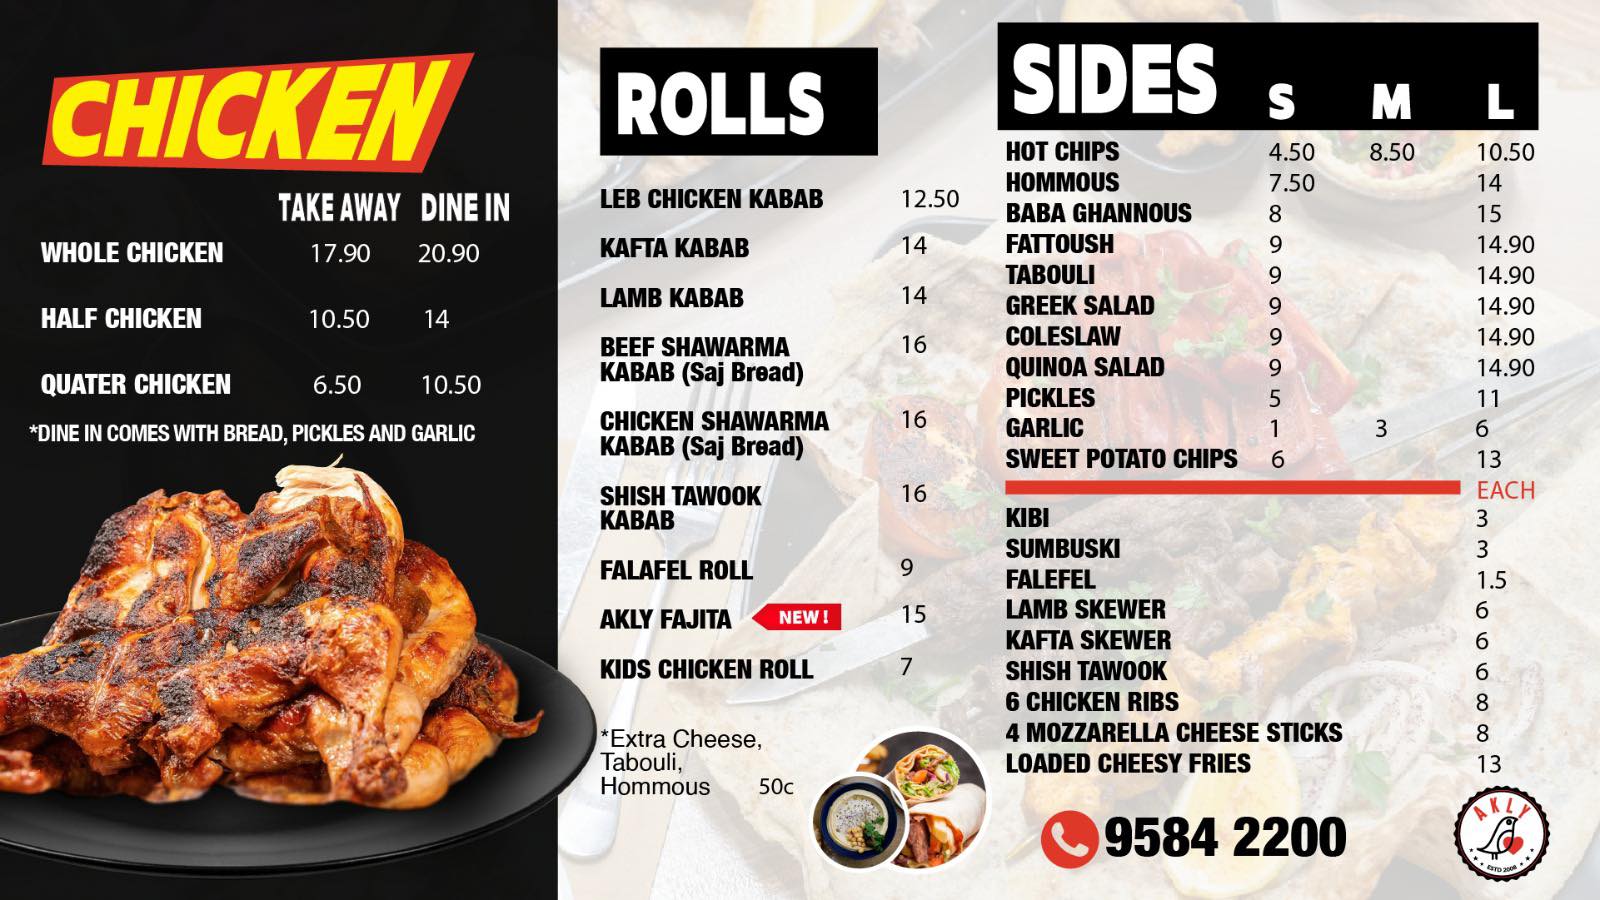 CHICKEN
TAKE AWAY DINE IN
WHOLE CHICKEN 17.90 20.90
HALF CHICKEN 10.50 14
QUATER CHICKEN 6.50 10.50
*DINE IN COMES WITH BREAD, PICKLES AND GARLIC
ROLLS
LEB CHICKEN KABAB 12.50
KAFTA KABAB 14
LAMB KABAB 14
BEEF SHAWARMA 16
KABAB (Saj Bread)
CHICKEN SHAWARMA 16
KABAB (Saj Bread)
SHISH TAWOOK 16
KABAB
FALAFEL ROLL 9
AKLY FAJITA NEW! 15
KIDS CHICKEN ROLL 7
*Extra Cheese,
Tabouli,
Hommous 50c
SIDES S M L
HOT CHIPS 4.50 8.50 10.50
HOMMOUS 7.50 14
BABA GHANNOUS 8 15
FATTOUSH 9 14.90
TABOULI 9 14.90
GREEK SALAD 9 14.90
COLESLAW 9 14.90
QUINOA SALAD 9 14.90
PICKLES 5 11
GARLIC 1 3 6
SWEET POTATO CHIPS 6 13
EACH
KIBI 3
SUMBUSKI 3
FALEFEL 1.5
LAMB SKEWER 6
KAFTA SKEWER 6
SHISH TAWOOK 6
6 CHICKEN RIBS 8
4 MOZZARELLA CHEESE STICKS 8
LOADED CHEESY FRIES 13
9584 2200
AKLY
ESTD 2008